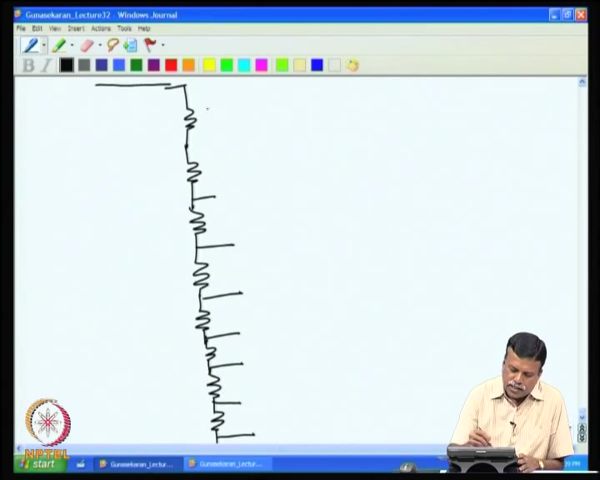 Gunasekaran_Lecture32 - Windows Journal
File Edit View Insert Actions Tools Help
B I
NPTEL
start
Gunasekaran_Lectur...
Gunasekaran_Lectur...